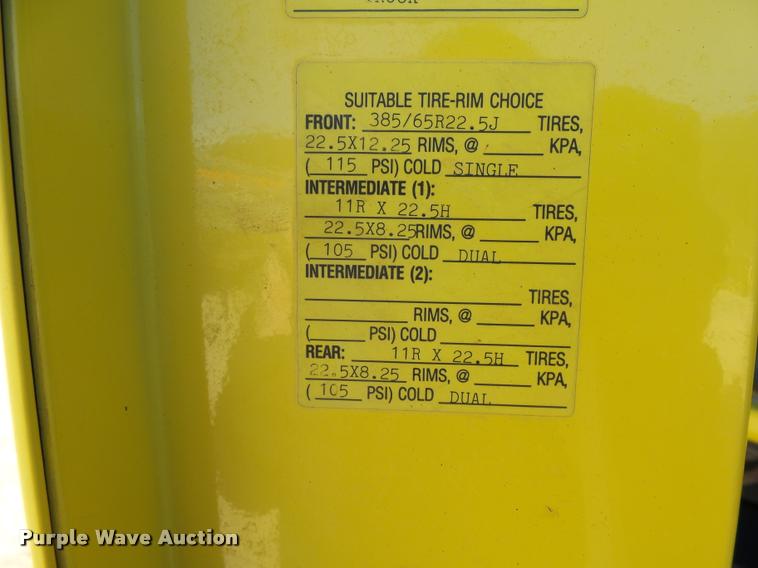 TRUCK
SUITABLE TIRE-RIM CHOICE
FRONT: 385/65R22.5J TIRES,
22.5X12.25 RIMS, @ KPA,
( 115 PSI) COLD SINGLE
INTERMEDIATE (1):
11R X 22.5H TIRES,
22.5X8.25 RIMS, @ KPA,
( 105 PSI) COLD DUAL
INTERMEDIATE (2):
TIRES,
RIMS, @ KPA,
( PSI) COLD
REAR: 11R X 22.5H TIRES,
22.5X8.25 RIMS, @ KPA,
( 105 PSI) COLD DUAL
Purple Wave Auction